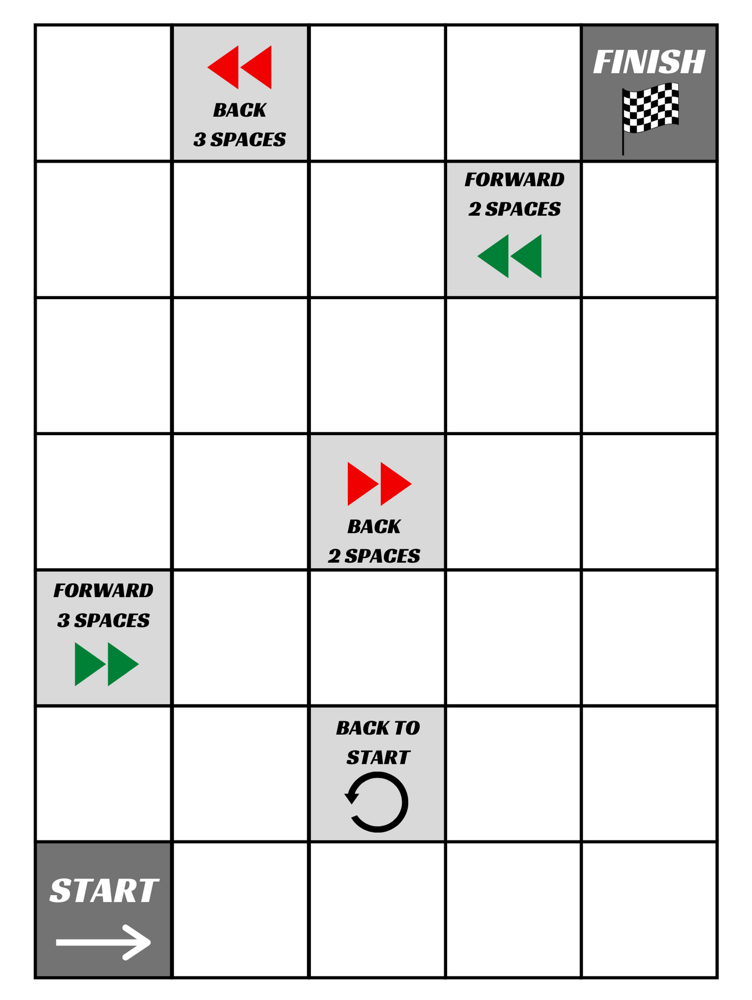 BACK
3 SPACES
FINISH
FORWARD
2 SPACES
BACK
2 SPACES
FORWARD
3 SPACES
BACK TO
START
START